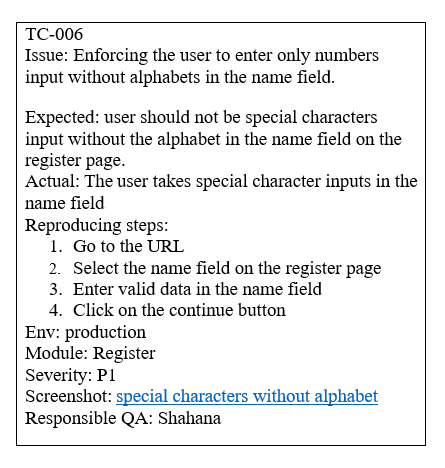 TC-006
Issue: Enforcing the user to enter only numbers
input without alphabets in the name field.
Expected: user should not be special characters
input without the alphabet in the name field on the
register page.
Actual: The user takes special character inputs in the
name field
Reproducing steps:
1. Go to the URL
2. Select the name field on the register page
3. Enter valid data in the name field
4. Click on the continue button
Env: production
Module: Register
Severity: P1
Screenshot: special characters without alphabet
Responsible QA: Shahana